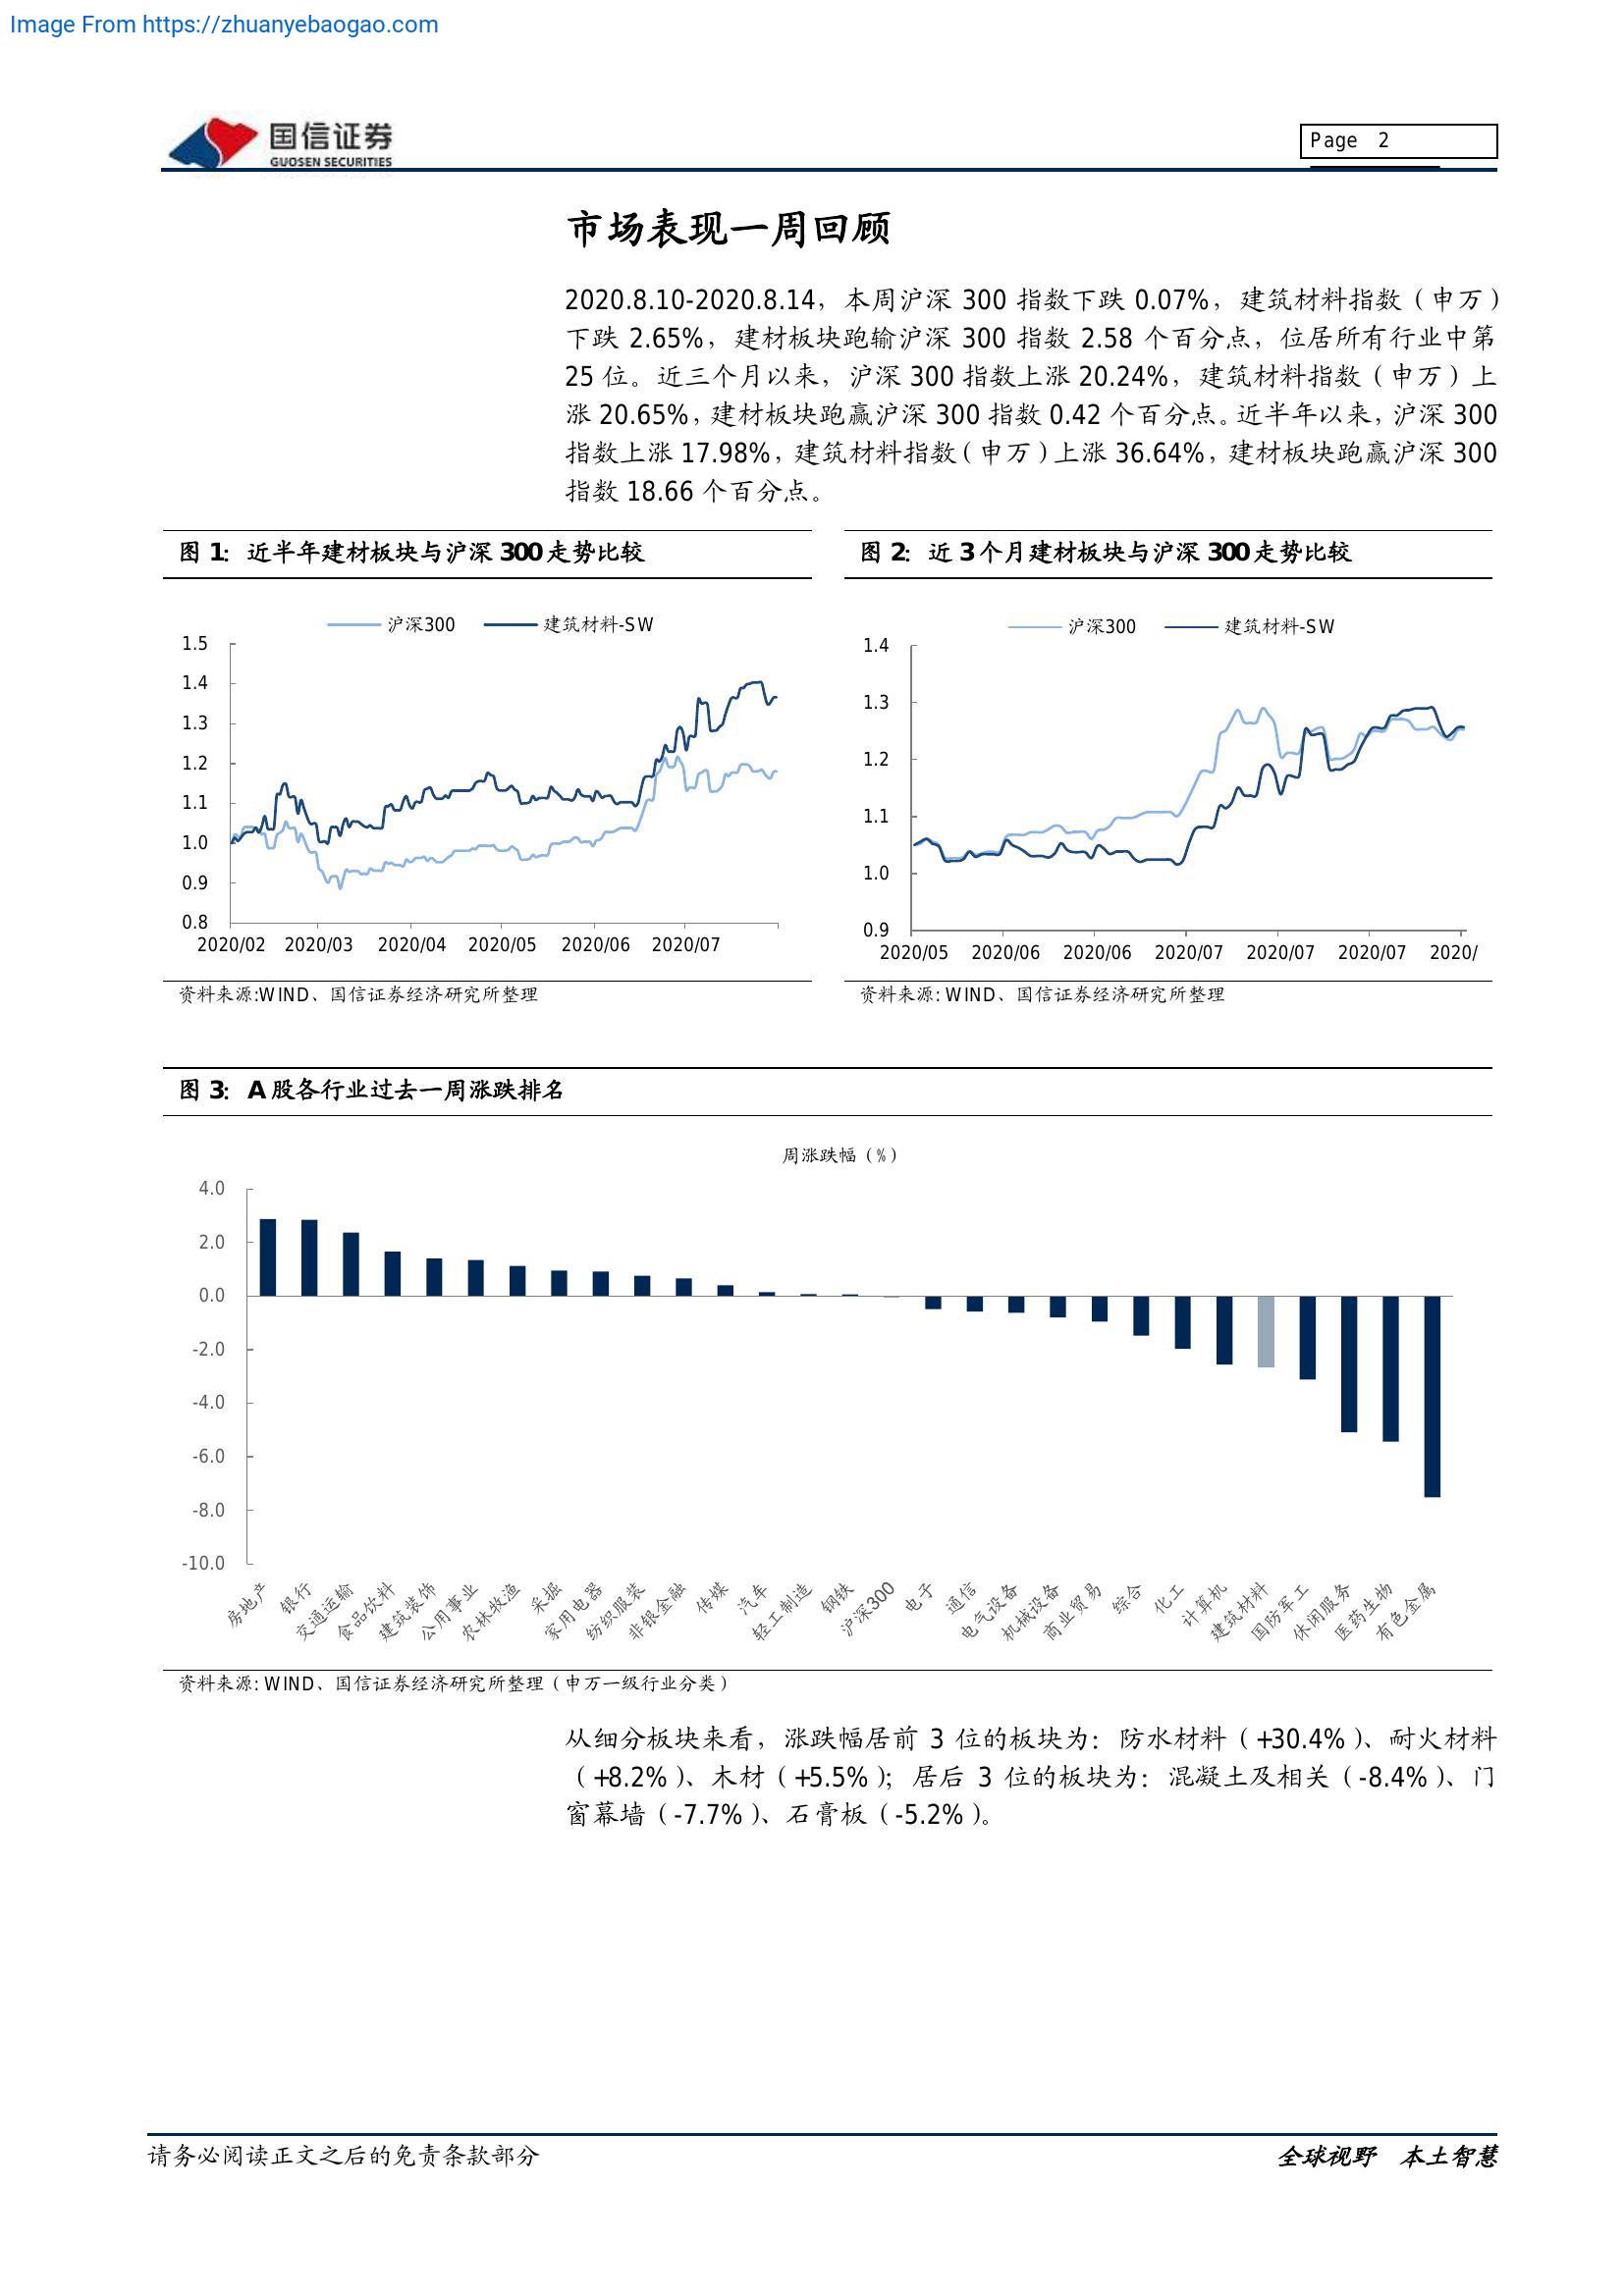 Image From https://zhuanyebaogao.com
国信证券
GUOSEN SECURITIES
Page 2
市场表现一周回顾
2020.8.10-2020.8.14，本周沪深 300 指数下跌 0.07%，建筑材料指数（申万）
下跌 2.65%，建材板块跑输沪深 300 指数 2.58 个百分点，位居所有行业中第
25 位。近三个月以来，沪深 300 指数上涨 20.24%，建筑材料指数（申万）上
涨 20.65%，建材板块跑赢沪深 300 指数 0.42 个百分点。近半年以来，沪深 300
指数上涨 17.98%，建筑材料指数（申万）上涨 36.64%，建材板块跑赢沪深 300
指数 18.66 个百分点。
图 1：近半年建材板块与沪深 300 走势比较
沪深300 建筑材料-SW
1.5
1.4
1.3
1.2
1.1
1.0
0.9
0.8
2020/02 2020/03 2020/04 2020/05 2020/06 2020/07
资料来源:WIND、国信证券经济研究所整理
图 2：近 3 个月建材板块与沪深 300 走势比较
沪深300 建筑材料-SW
1.4
1.3
1.2
1.1
1.0
0.9
2020/05 2020/06 2020/06 2020/07 2020/07 2020/07 2020/
资料来源: WIND、国信证券经济研究所整理
图 3：A 股各行业过去一周涨跌排名
周涨跌幅（%）
4.0
2.0
0.0
-2.0
-4.0
-6.0
-8.0
-10.0
房地产 银行 交通运输 食品饮料 建筑装饰 公用事业 农林牧渔 采掘 家用电器 纺织服装 非银金融 传媒 汽车 轻工制造 钢铁 沪深300 电子 通信 电气设备 机械设备 商业贸易 综合 化工 计算机 建筑材料 国防军工 休闲服务 医药生物 有色金属
资料来源: WIND、国信证券经济研究所整理（申万一级行业分类）
从细分板块来看，涨跌幅居前 3 位的板块为：防水材料（+30.4%）、耐火材料
（+8.2%）、木材（+5.5%）；居后 3 位的板块为：混凝土及相关（-8.4%）、门
窗幕墙（-7.7%）、石膏板（-5.2%）。
请务必阅读正文之后的免责条款部分
全球视野 本土智慧